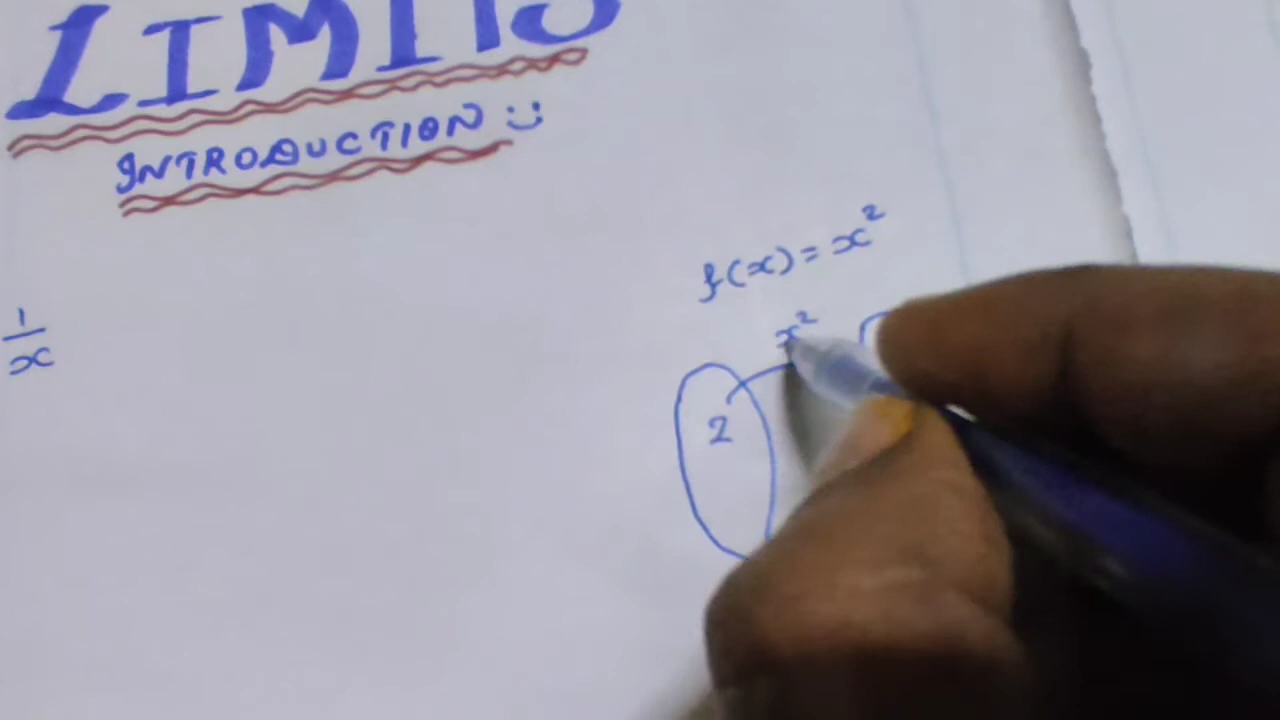 LIMITS
INTRODUCTION :)
f(x) = x²
1/x
x²
2